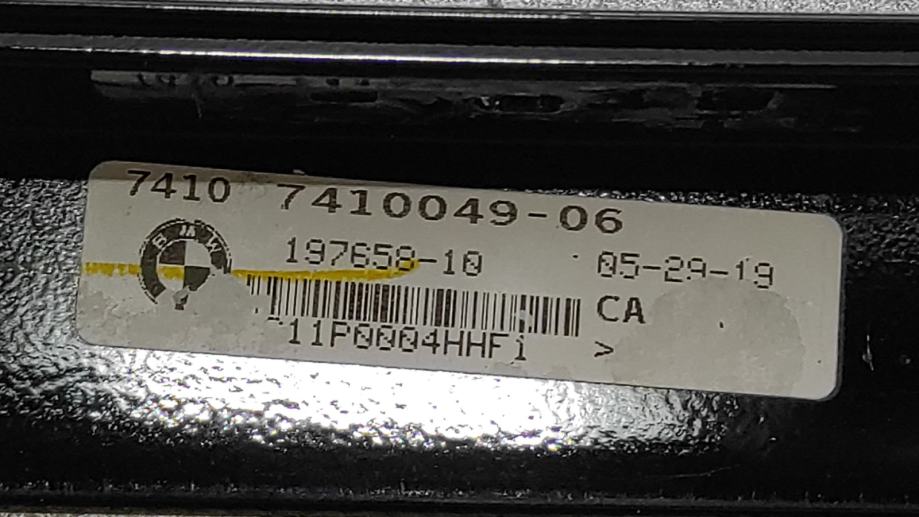 7410 7410049-06
BMW
197658-10 05-29-19
CA
11P0004HHF1 >